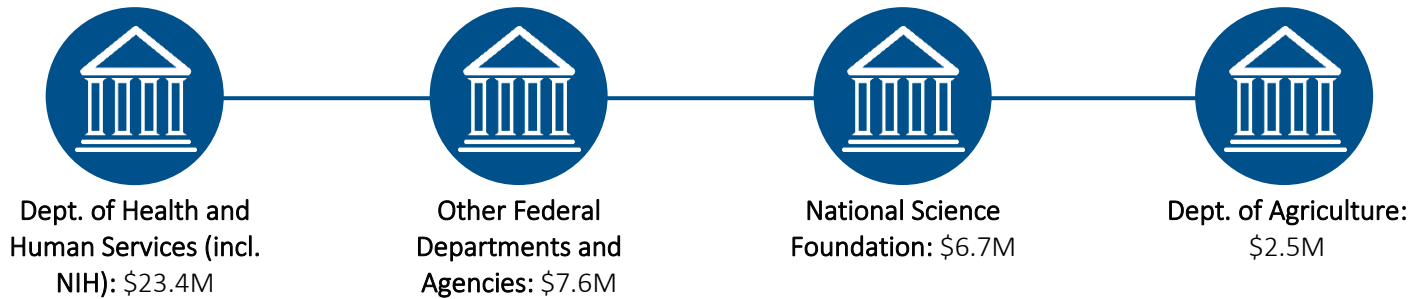 Dept. of Health and
Human Services (incl.
NIH): $23.4M
Other Federal
Departments and
Agencies: $7.6M
National Science
Foundation: $6.7M
Dept. of Agriculture:
$2.5M